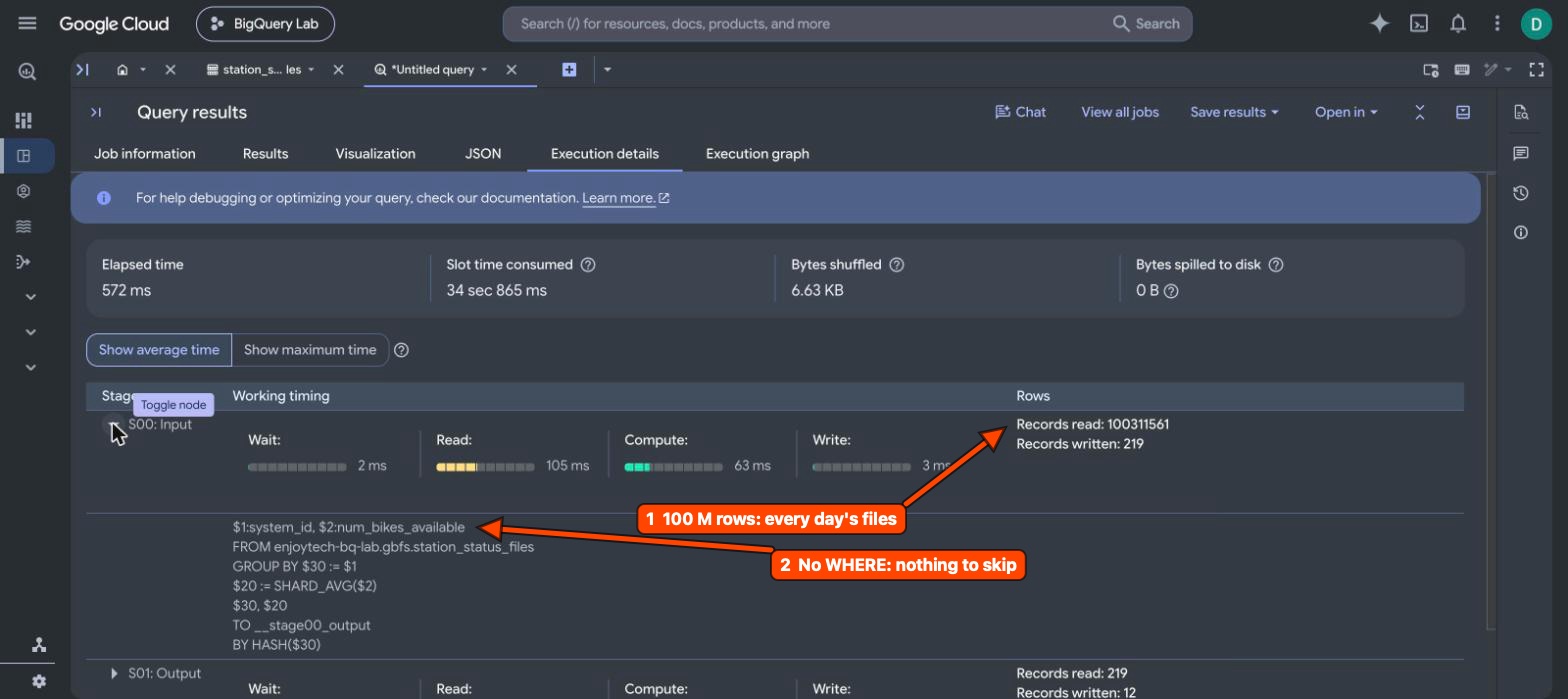 Google Cloud
BigQuery Lab
Search (/) for resources, docs, products, and more
Search
D
station_s... les
*Untitled query
Query results
Chat
View all jobs
Save results
Open in
Job information
Results
Visualization
JSON
Execution details
Execution graph
For help debugging or optimizing your query, check our documentation. Learn more.
Elapsed time
572 ms
Slot time consumed
34 sec 865 ms
Bytes shuffled
6.63 KB
Bytes spilled to disk
0 B
Show average time
Show maximum time
Working timing
Rows
Toggle node
S00: Input
Wait:
2 ms
Read:
105 ms
Compute:
63 ms
Write:
3 ms
Records read: 100311561
Records written: 219
1 100 M rows: every day's files
2 No WHERE: nothing to skip
$1:system_id, $2:num_bikes_available
FROM enjoytech-bq-lab.gbfs.station_status_files
GROUP BY $30 := $1
$20 := SHARD_AVG($2)
$30, $20
TO __stage00_output
BY HASH($30)
S01: Output
Wait:
Read:
Compute:
Write:
Records read: 219
Records written: 12